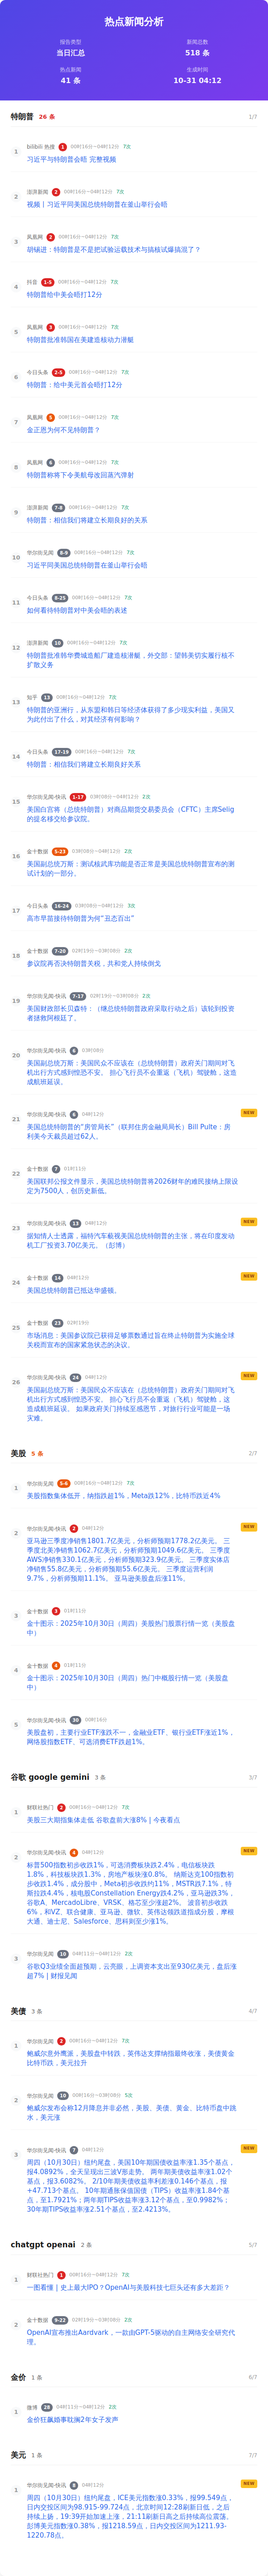 热点新闻分析
报告类型
新闻总数
当日汇总
518 条
热点新闻
生成时间
41 条
10-31 04:12
特朗普 26 条 1/7
1 bilibili 热搜 1 00时16分~04时12分 7次
习近平与特朗普会晤 完整视频
2 澎湃新闻 2 00时16分~04时12分 7次
视频丨习近平同美国总统特朗普在釜山举行会晤
3 凤凰网 2 00时16分~04时12分 7次
胡锡进：特朗普是不是把试验运载技术与搞核试爆搞混了？
4 抖音 1-5 00时16分~04时12分 7次
特朗普给中美会晤打12分
5 凤凰网 3 00时16分~04时12分 7次
特朗普批准韩国在美建造核动力潜艇
6 今日头条 2-5 00时16分~04时12分 7次
特朗普：给中美元首会晤打12分
7 凤凰网 5 00时16分~04时12分 7次
金正恩为何不见特朗普？
8 凤凰网 6 00时16分~04时12分 7次
特朗普称将下令美航母改回蒸汽弹射
9 澎湃新闻 7-8 00时16分~04时12分 7次
特朗普：相信我们将建立长期良好的关系
10 华尔街见闻 8-9 00时16分~04时12分 7次
习近平同美国总统特朗普在釜山举行会晤
11 今日头条 8-25 00时16分~04时12分 7次
如何看待特朗普对中美会晤的表述
12 澎湃新闻 10 00时16分~04时12分 7次
特朗普批准韩华费城造船厂建造核潜艇，外交部：望韩美切实履行核不
扩散义务
13 知乎 13 00时16分~04时12分 7次
特朗普的亚洲行，从东盟和韩日等经济体获得了多少现实利益，美国又
为此付出了什么，对其经济有何影响？
14 今日头条 17-19 00时16分~04时12分 7次
特朗普：相信我们将建立长期良好关系
15 华尔街见闻-快讯 1-17 03时08分~04时12分 2次
美国白宫将（总统特朗普）对商品期货交易委员会（CFTC）主席Selig
的提名移交给参议院。
16 金十数据 5-23 03时08分~04时12分 2次
美国副总统万斯：测试核武库功能是否正常是美国总统特朗普宣布的测
试计划的一部分。
17 今日头条 16-24 03时08分~04时12分 3次
高市早苗接待特朗普为何“丑态百出”
18 金十数据 7-20 02时19分~03时08分 2次
参议院再否决特朗普关税，共和党人持续倒戈
19 华尔街见闻-快讯 7-17 02时19分~03时08分 2次
美国财政部长贝森特：（继总统特朗普政府采取行动之后）该轮到投资
者拯救阿根廷了。
20 华尔街见闻-快讯 6 03时08分
美国副总统万斯：美国民众不应该在（总统特朗普）政府关门期间对飞
机出行方式感到惶恐不安。 担心飞行员不会重返（飞机）驾驶舱，这造
成航班延误。
NEW
21 华尔街见闻-快讯 6 04时12分
美国总统特朗普的“房管局长”（联邦住房金融局局长）Bill Pulte：房
利美今天裁员超过62人。
22 金十数据 7 01时11分
美国联邦公报文件显示，美国总统特朗普将2026财年的难民接纳上限设
定为7500人，创历史新低。
NEW
23 华尔街见闻-快讯 13 04时12分
据知情人士透露，福特汽车藐视美国总统特朗普的主张，将在印度发动
机工厂投资3.70亿美元。（彭博）
NEW
24 金十数据 14 04时12分
美国总统特朗普已抵达华盛顿。
25 金十数据 23 02时19分
市场消息：美国参议院已获得足够票数通过旨在终止特朗普为实施全球
关税而宣布的国家紧急状态的决议。
NEW
26 华尔街见闻-快讯 24 04时12分
美国副总统万斯：美国民众不应该在（总统特朗普）政府关门期间对飞
机出行方式感到惶恐不安。 担心飞行员不会重返（飞机）驾驶舱，这
造成航班延误。 如果政府关门持续至感恩节，对旅行行业可能是一场
灾难。
美股 5 条 2/7
1 华尔街见闻 5-6 00时16分~04时12分 7次
美股指数集体低开，纳指跌超1%，Meta跌12%，比特币跌近4%
NEW
2 华尔街见闻-快讯 2 04时12分
亚马逊三季度净销售1801.7亿美元，分析师预期1778.2亿美元。 三
季度北美净销售1062.7亿美元，分析师预期1049.6亿美元。 三季度
AWS净销售330.1亿美元，分析师预期323.9亿美元。 三季度实体店
净销售55.8亿美元，分析师预期55.6亿美元。 三季度运营利润
9.7%，分析师预期11.1%。 亚马逊美股盘后涨11%。
3 金十数据 3 01时11分
金十图示：2025年10月30日（周四）美股热门股票行情一览（美股盘
中）
4 金十数据 4 01时11分
金十图示：2025年10月30日（周四）热门中概股行情一览（美股盘
中）
5 华尔街见闻-快讯 30 00时16分
美股盘初，主要行业ETF涨跌不一，金融业ETF、银行业ETF涨近1%，
网络股指数ETF、可选消费ETF跌超1%。
谷歌 google gemini 3 条 3/7
1 财联社热门 2 00时16分~04时12分 7次
美股三大期指集体走低 谷歌盘前大涨8% | 今夜看点
NEW
2 华尔街见闻-快讯 4 04时12分
标普500指数初步收跌1%，可选消费板块跌2.4%，电信板块跌
1.8%，科技板块跌1.3%，房地产板块涨0.8%。 纳斯达克100指数初
步收跌1.4%，成分股中，Meta初步收跌约11%，MSTR跌7.1%，特
斯拉跌4.4%，核电股Constellation Energy跌4.2%，亚马逊跌3%，
谷歌A、MercadoLibre、VRSK、格芯至少涨超2%。 波音初步收跌
6%，和VZ、联合健康、亚马逊、微软、英伟达领跌道指成分股，摩根
大通、迪士尼、Salesforce、思科则至少涨1%。
3 华尔街见闻 10 04时11分~04时12分 2次
谷歌Q3业绩全面超预期，云亮眼，上调资本支出至930亿美元，盘后涨
超7% | 财报见闻
美债 3 条 4/7
1 华尔街见闻 2 00时16分~04时12分 7次
鲍威尔意外鹰派，美股盘中转跌，英伟达支撑纳指最终收涨，美债黄金
比特币跌，美元拉升
2 华尔街见闻 10 00时16分~03时08分 5次
鲍威尔发布会称12月降息并非必然，美股、美债、黄金、比特币盘中跳
水，美元涨
NEW
3 华尔街见闻-快讯 7 04时12分
周四（10月30日）纽约尾盘，美国10年期国债收益率涨1.35个基点，
报4.0892%，全天呈现出三波V形走势。 两年期美债收益率涨1.02个
基点，报3.6082%。 2/10年期美债收益率利差涨0.146个基点，报
+47.713个基点。 10年期通胀保值国债（TIPS）收益率涨1.84个基
点，至1.7921%；两年期TIPS收益率涨3.12个基点，至0.9982%；
30年期TIPS收益率涨2.51个基点，至2.4213%。
chatgpt openai 2 条 5/7
1 财联社热门 1 00时16分~04时12分 7次
一图看懂 | 史上最大IPO？OpenAI与美股科技七巨头还有多大差距？
2 金十数据 9-22 02时19分~03时08分 2次
OpenAI宣布推出Aardvark，一款由GPT-5驱动的自主网络安全研究代
理。
金价 1 条 6/7
1 微博 28 04时11分~04时12分 2次
金价狂飙婚事耽搁2年女子发声
美元 1 条 7/7
NEW
1 华尔街见闻-快讯 8 04时12分
周四（10月30日）纽约尾盘，ICE美元指数涨0.33%，报99.549点，
日内交投区间为98.915-99.724点，北京时间12:28刷新日低，之后
持续上扬，19:39开始加速上涨，21:11刷新日高之后持续高位震荡。
彭博美元指数涨0.38%，报1218.59点，日内交投区间为1211.93-
1220.78点。